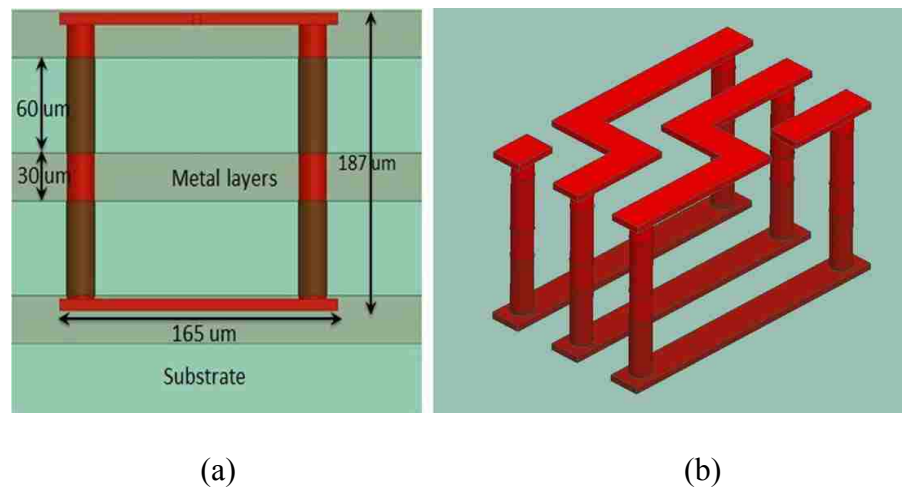 60 um
30 um
Metal layers
187 um
165 um
Substrate
(a)
(b)